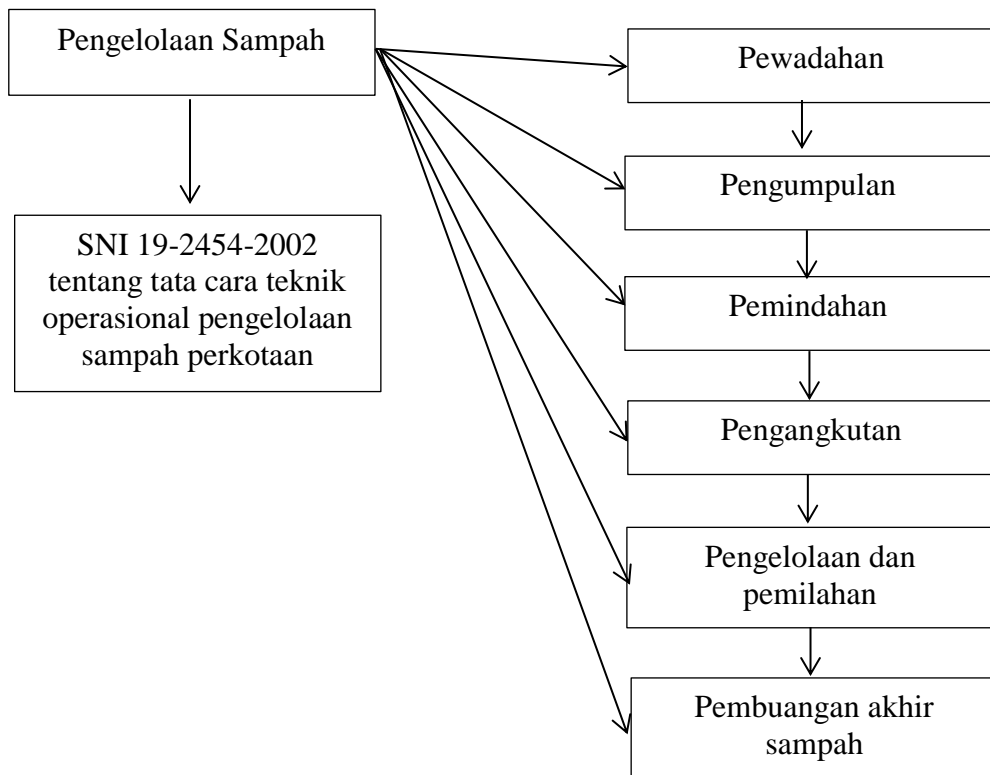 Pengelolaan Sampah
SNI 19-2454-2002
tentang tata cara teknik
operasional pengelolaan
sampah perkotaan
Pewadahan
Pengumpulan
Pemindahan
Pengangkutan
Pengelolaan dan
pemilahan
Pembuangan akhir
sampah